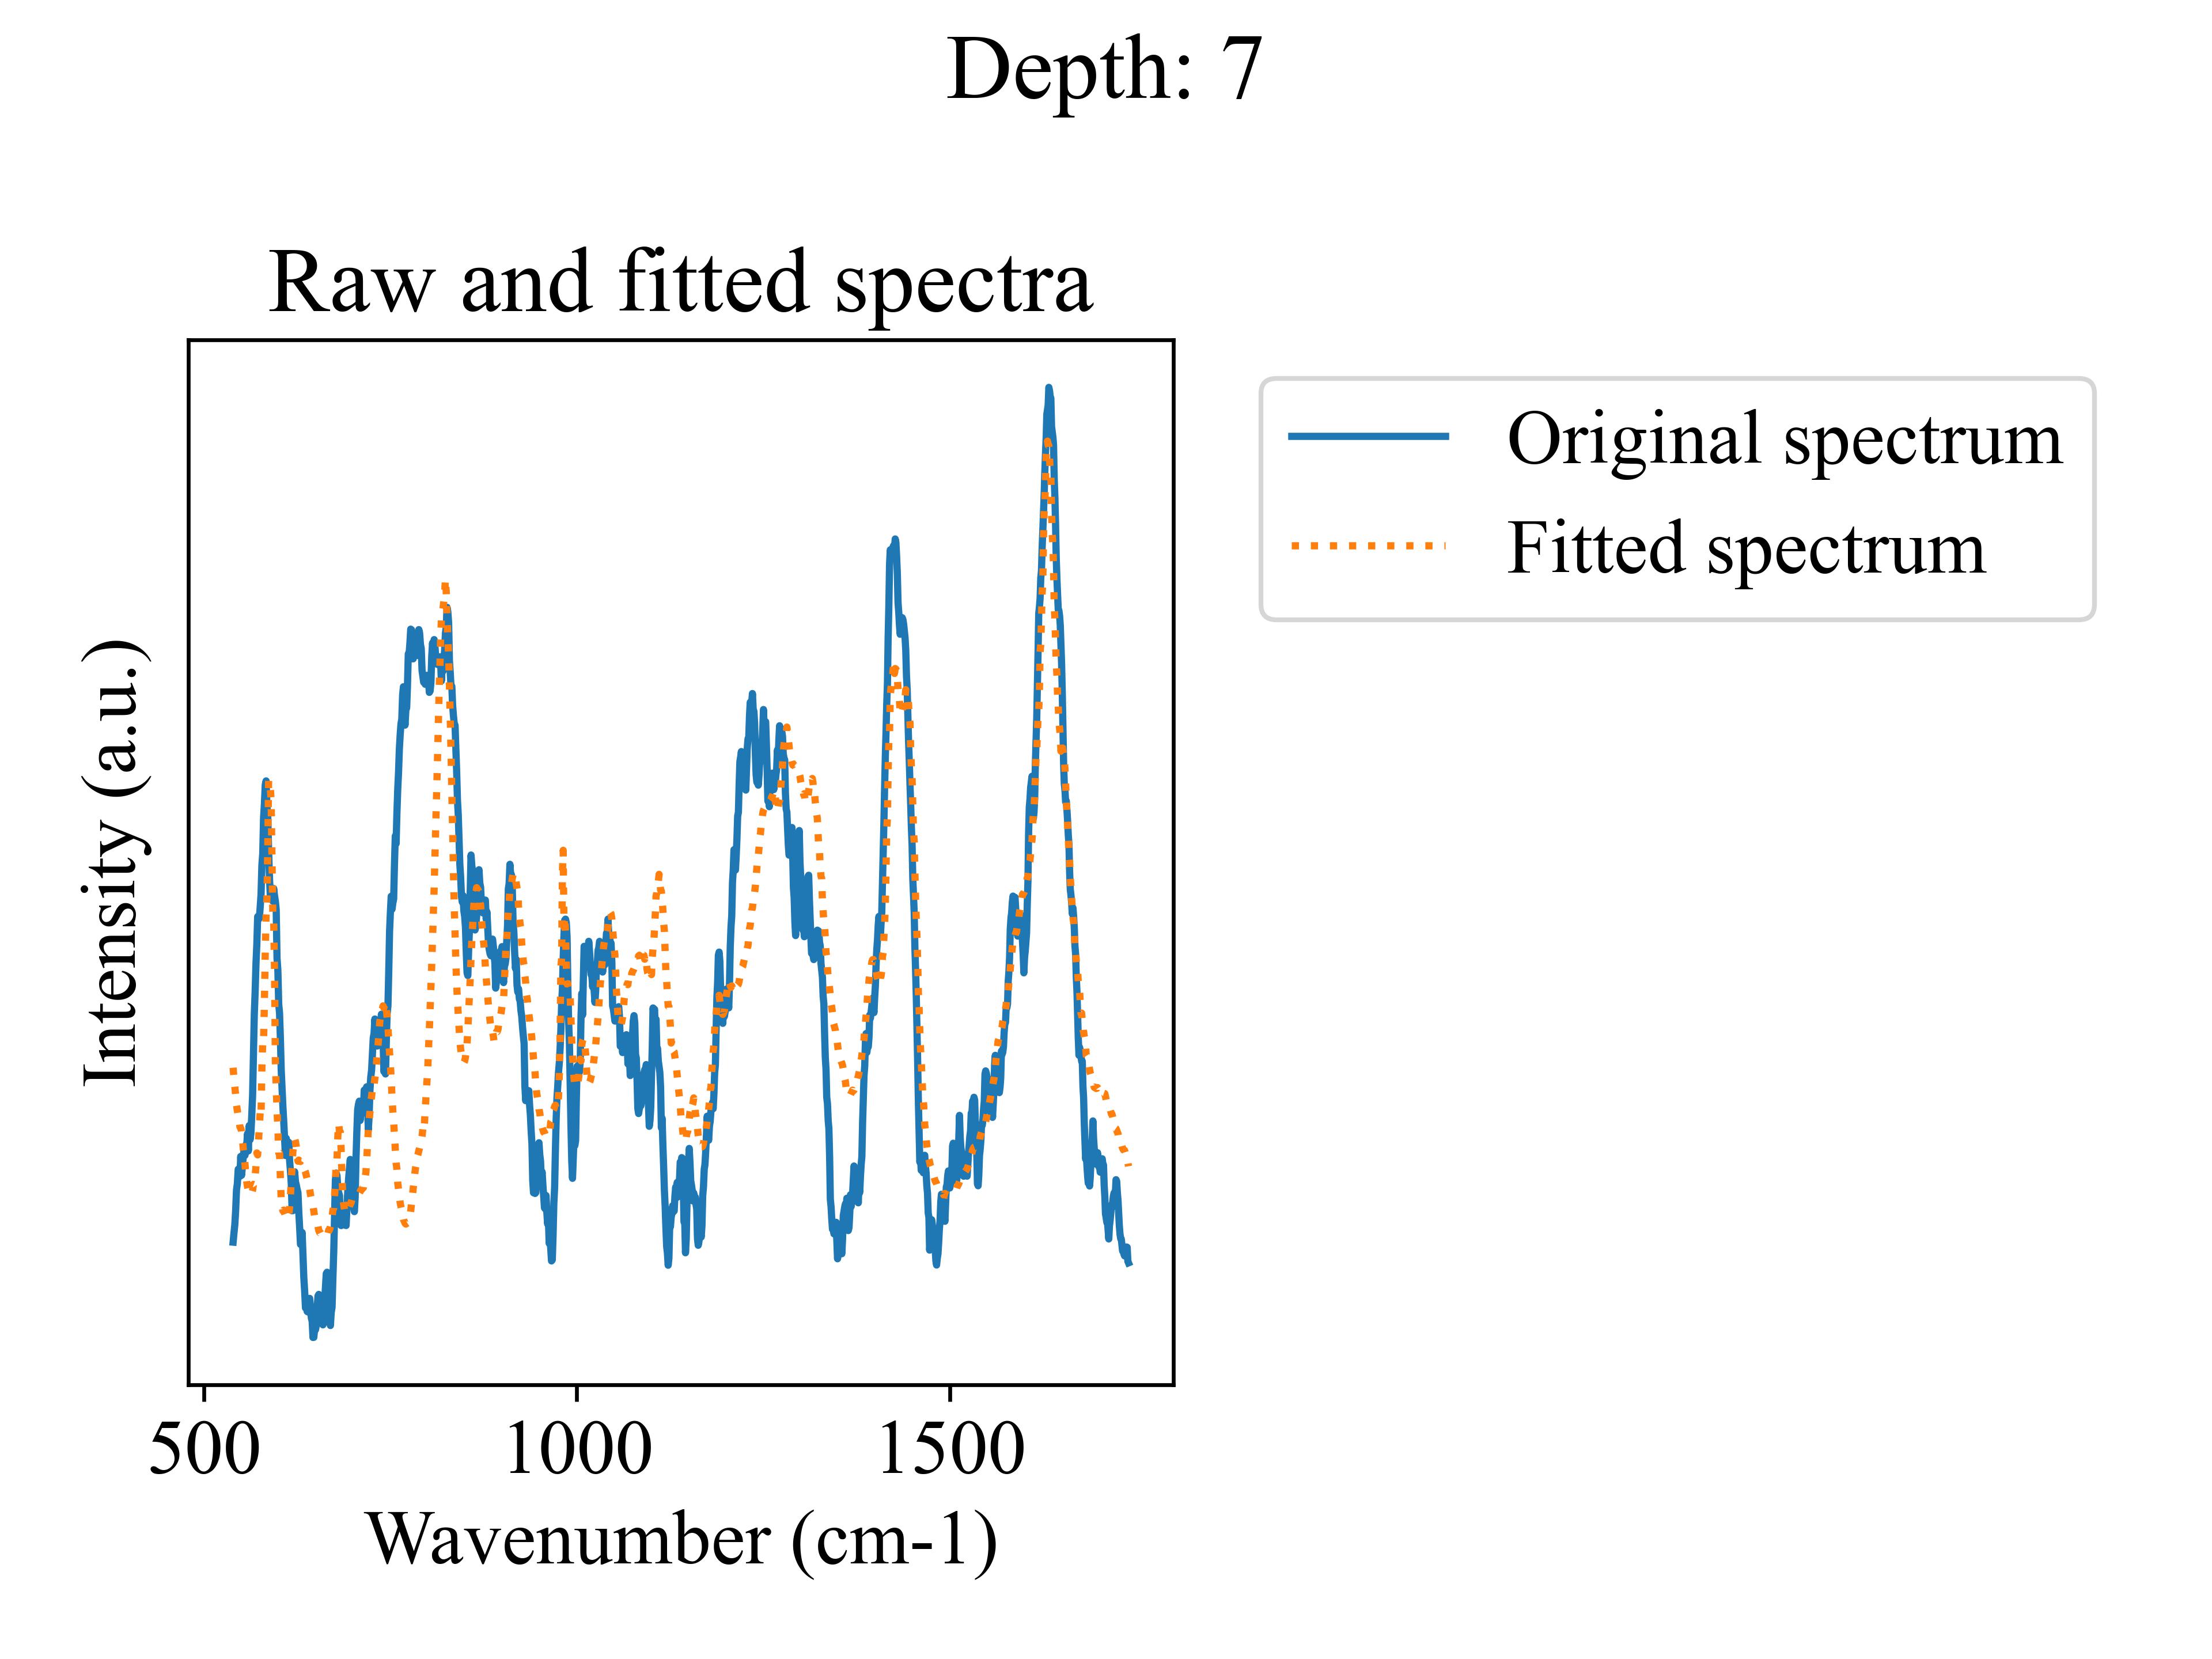 Depth: 7
Raw and fitted spectra
Original spectrum
Fitted spectrum
Intensity (a.u.)
500
1000
1500
Wavenumber (cm-1)